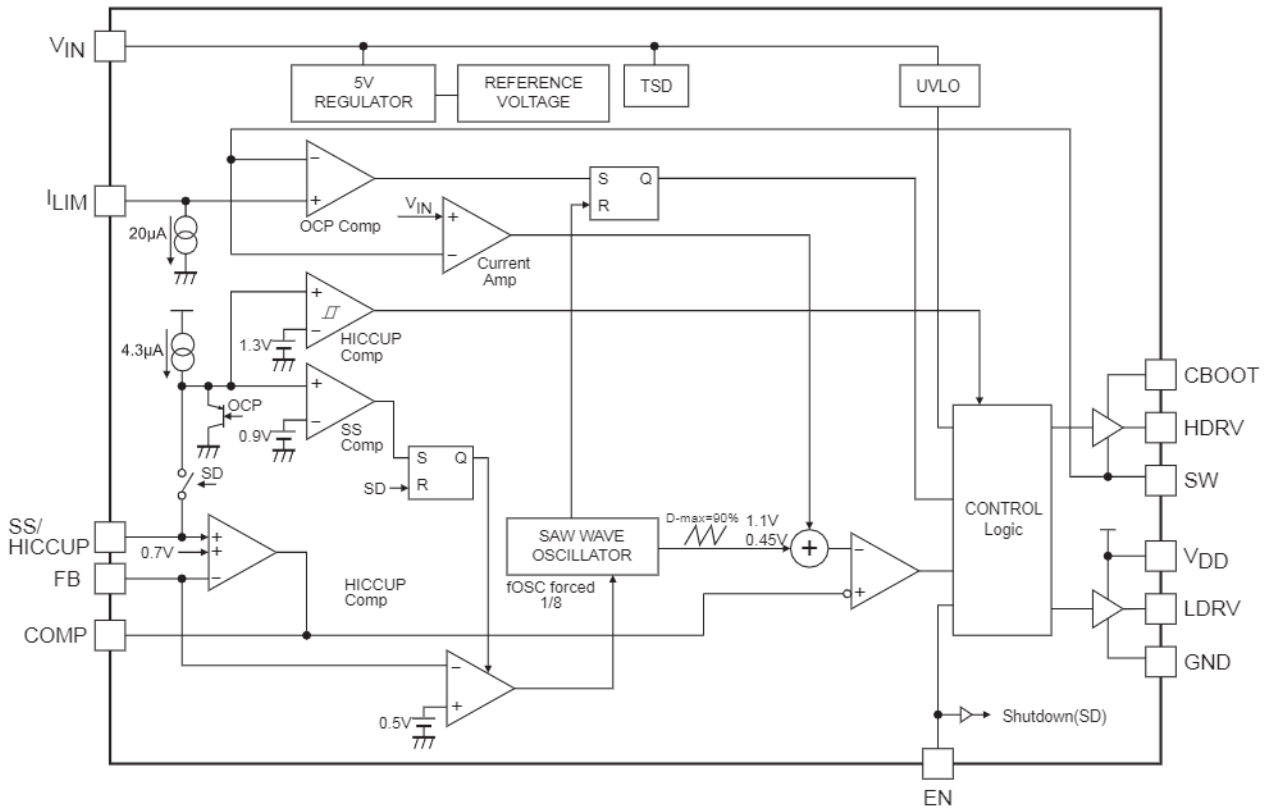 VIN
5V
REGULATOR
REFERENCE
VOLTAGE
TSD
UVLO
ILIM
20µA
−
+
OCP Comp
S Q
R
VIN
+
−
Current
Amp
4.3µA
+
−
1.3V
HICCUP
Comp
OCP
+
−
0.9V
SS
Comp
S Q
R
SD
SD
CBOOT
HDRV
SW
CONTROL
Logic
SS/
HICCUP
0.7V
+
+
−
FB
HICCUP
Comp
SAW WAVE
OSCILLATOR
fOSC forced
1/8
D-max=90%
1.1V
0.45V
+
−
+
VDD
LDRV
COMP
GND
−
+
0.5V
Shutdown(SD)
EN